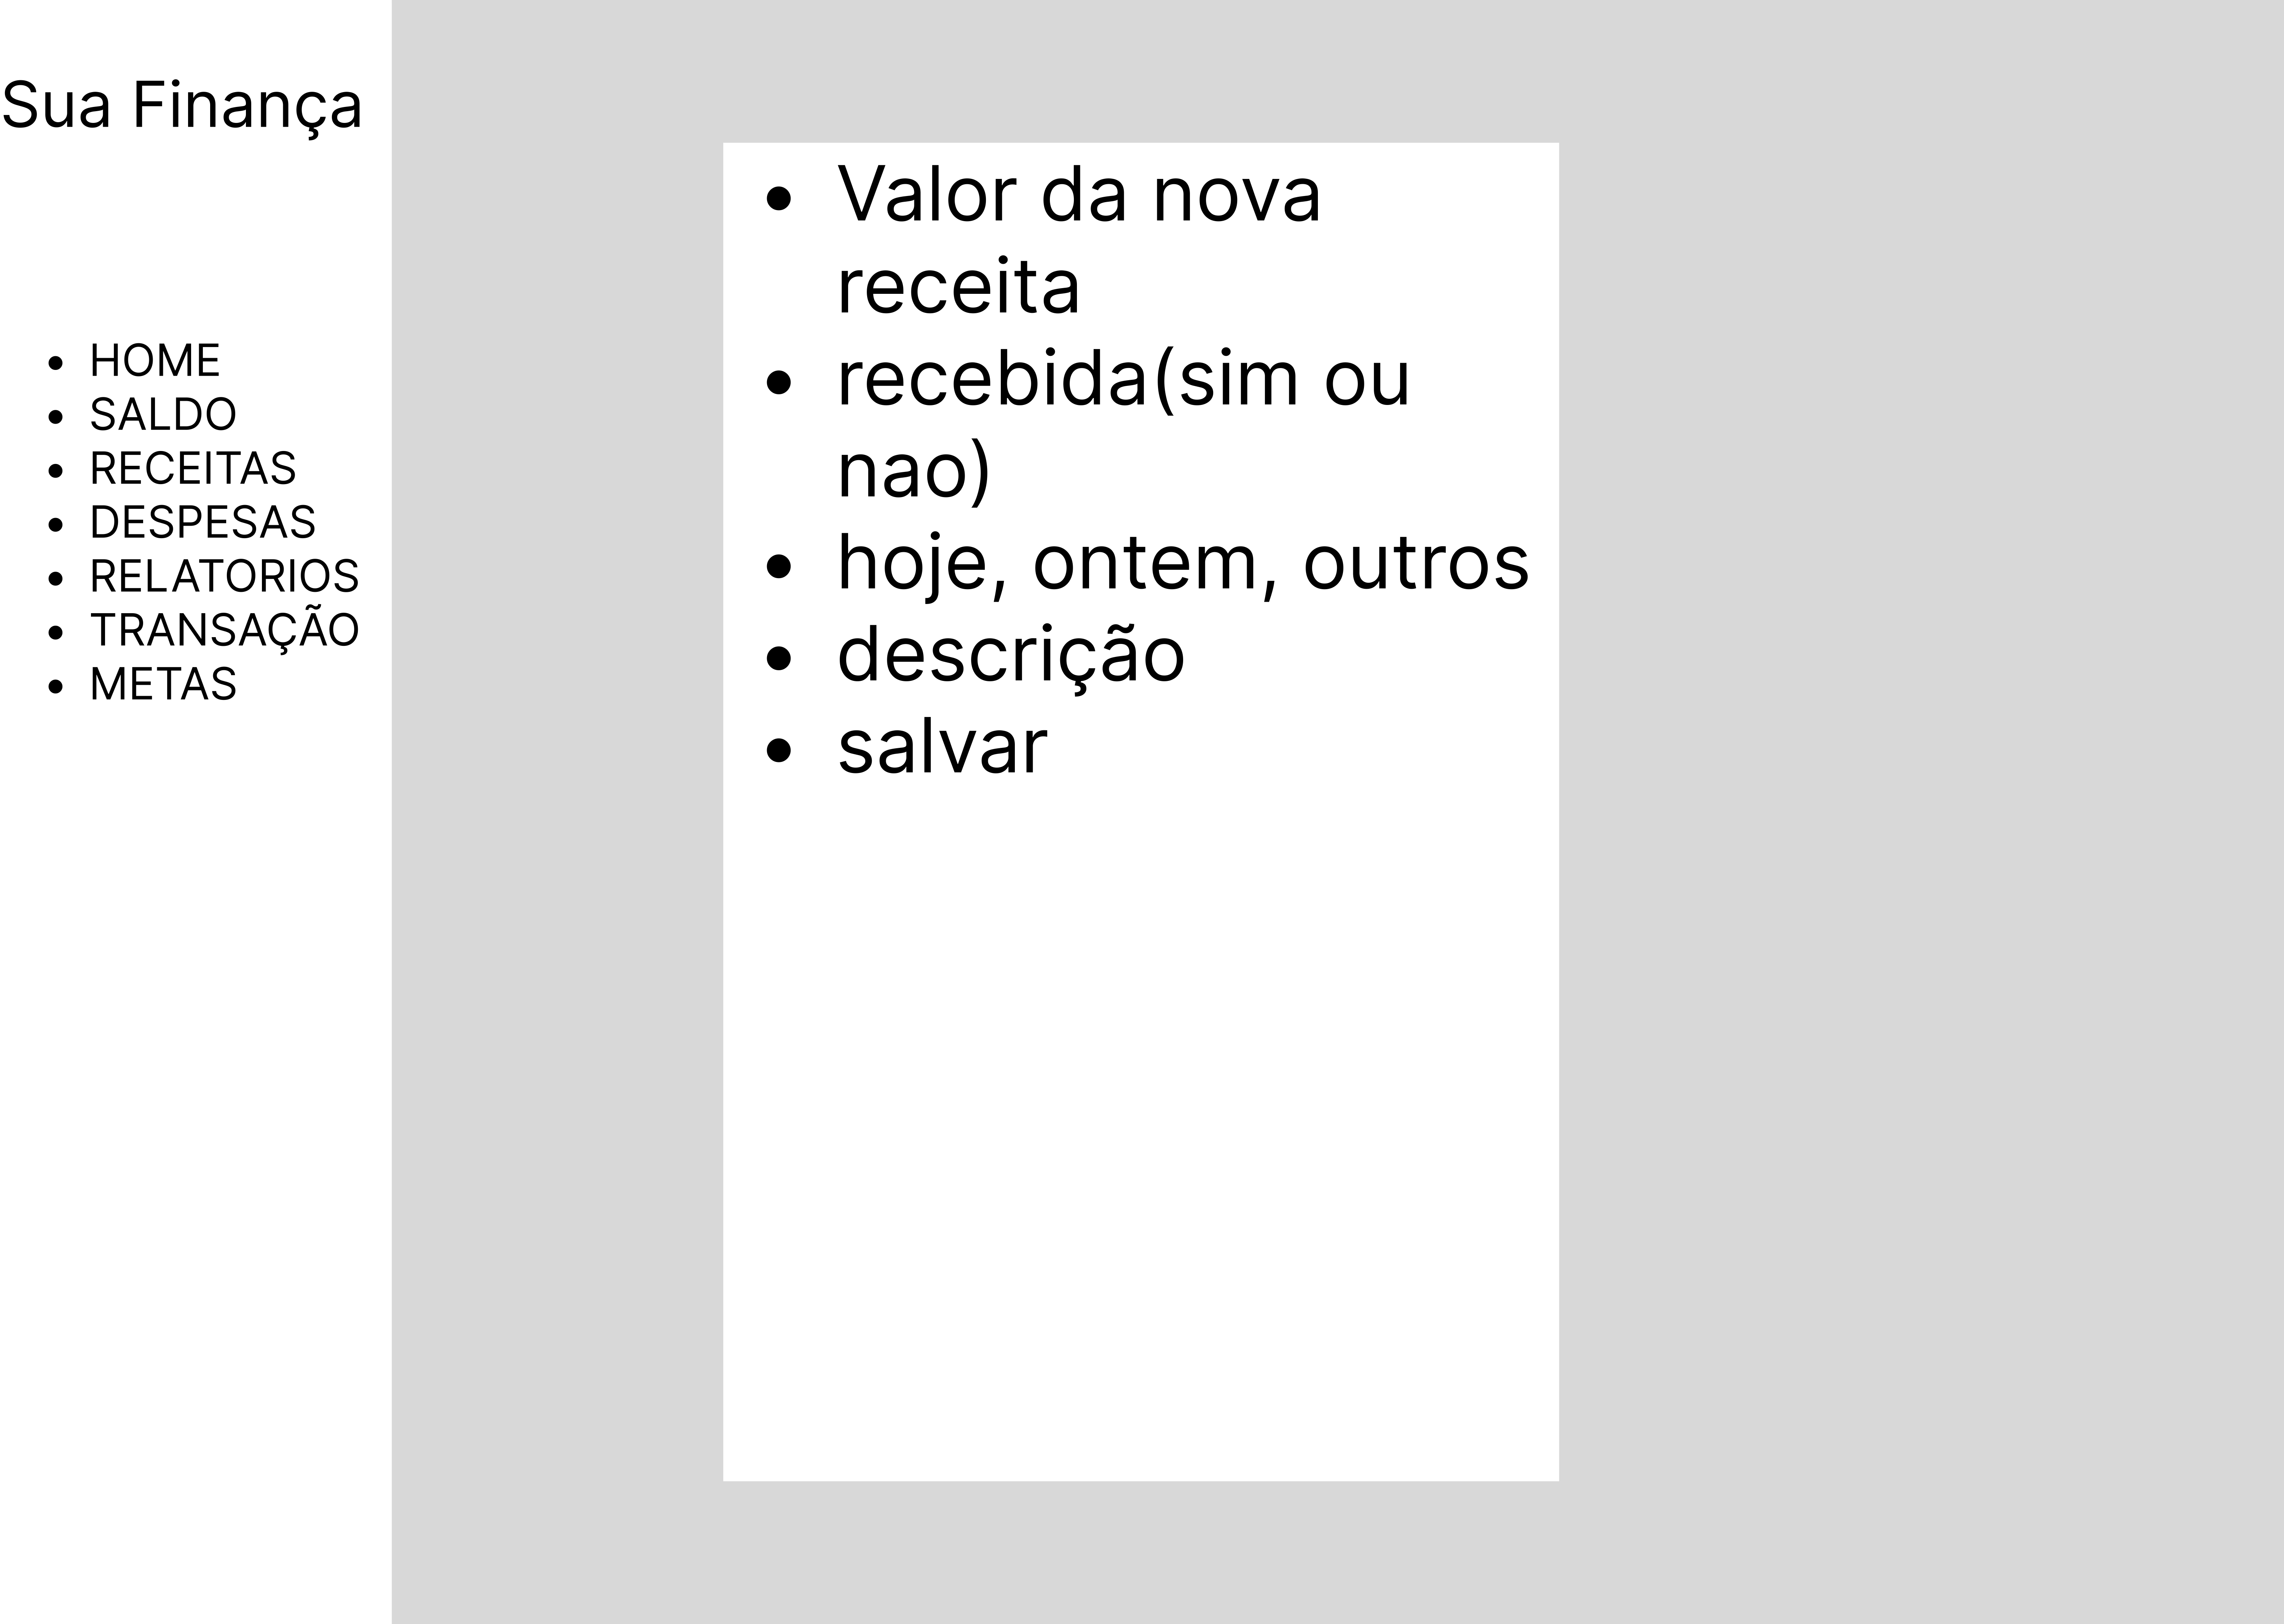 Sua Finança
• HOME
• SALDO
• RECEITAS
• DESPESAS
• RELATORIOS
• TRANSAÇÃO
• METAS
• Valor da nova
receita
• recebida(sim ou
nao)
• hoje, ontem, outros
• descrição
• salvar